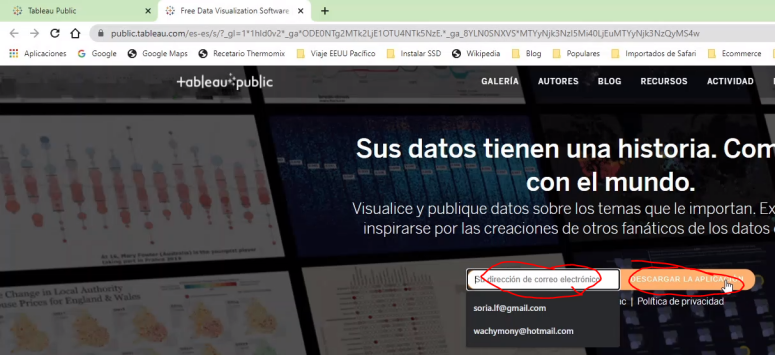 Tableau Public
Free Data Visualization Software
public.tableau.com/es-es/s/?_gl=1*1hld0v2*_ga*ODE0NTg2MTk2LjE1OTU4NTk5NzE.*_ga_8YLN0SNXVS*MTYyNjk3NzI5Mi40LjEuMTYyNjk3NzQyMS4w
Aplicaciones Google Google Maps Recetario Thermomix Viaje EEUU Pacífico Instalar SSD Wikipedia Blog Populares Importados de Safari Ecommerce
+ableau public
GALERÍA AUTORES BLOG RECURSOS ACTIVIDAD
Sus datos tienen una historia. Com
con el mundo.
Visualice y publique datos sobre los temas que le importan. Ex
inspirarse por las creaciones de otros fanáticos de los datos
Su dirección de correo electrónico DESCARGAR LA APLICACIÓN
ac | Política de privacidad
soria.lf@gmail.com
wachymony@hotmail.com
e Change in Local Authority
use Prices for England & Wales